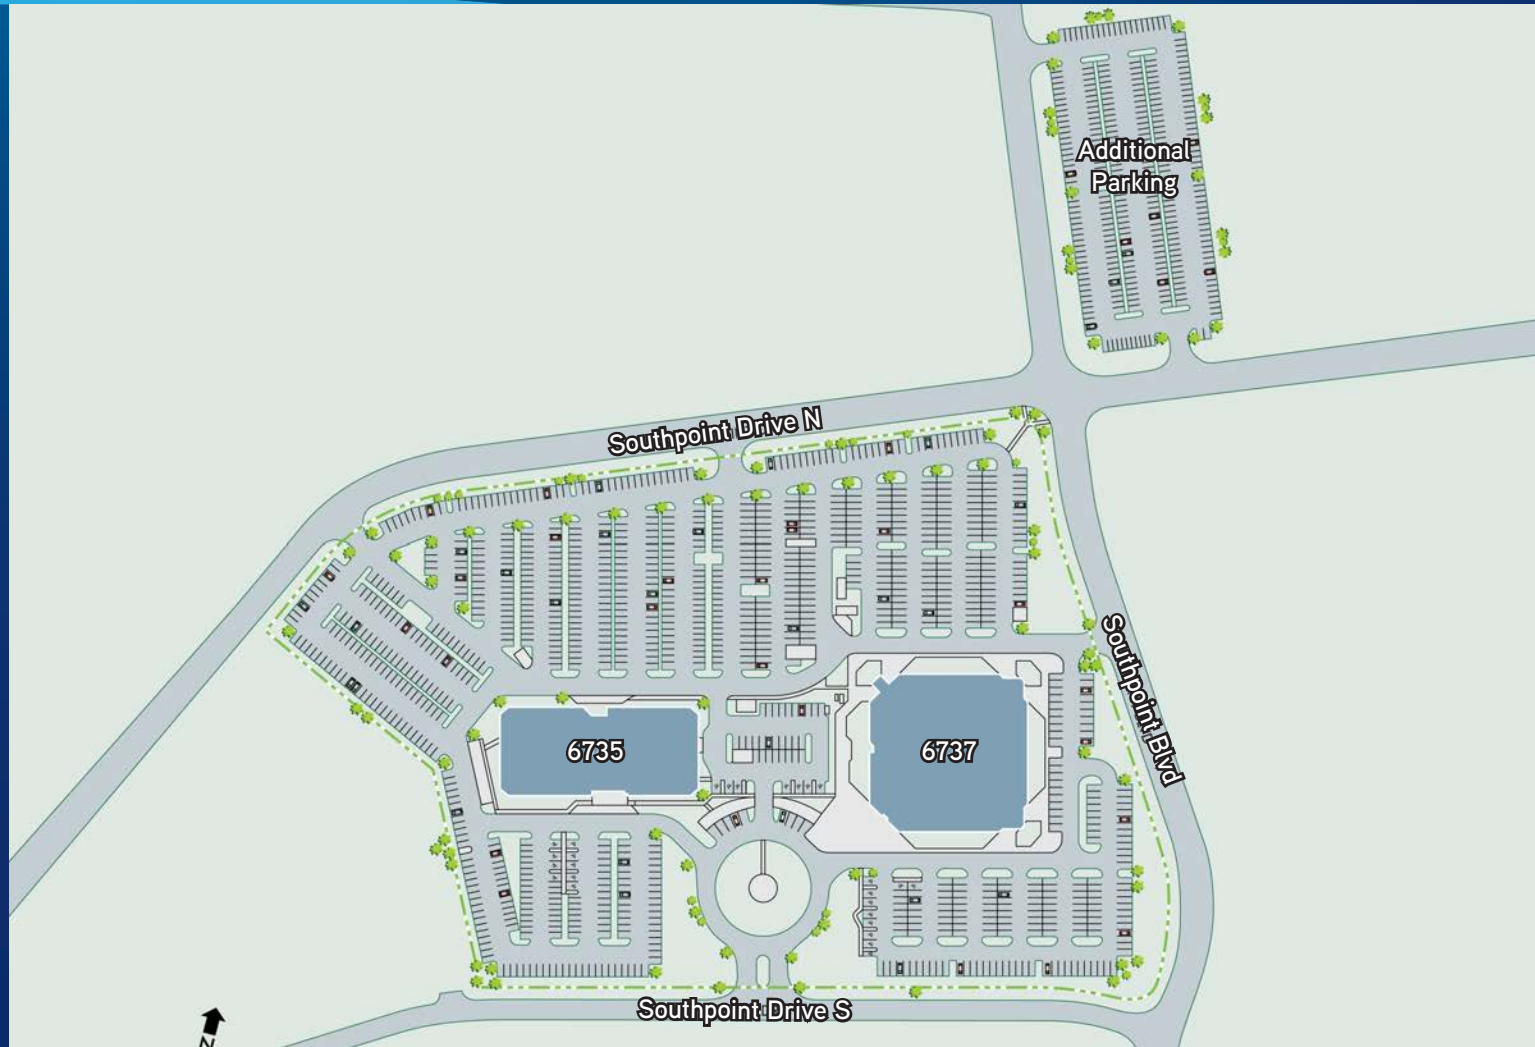 Additional
Parking
Southpoint Drive N
Southpoint Blvd
6735
6737
Southpoint Drive S
N